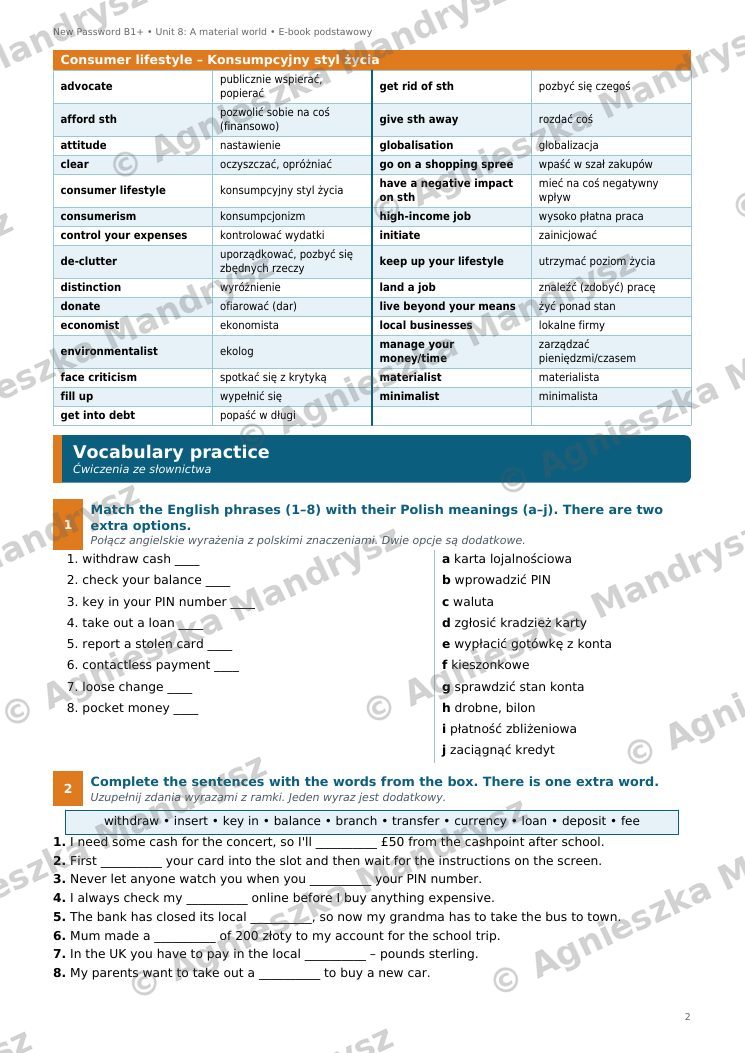 New Password B1+ • Unit 8: A material world • E-book podstawowy
Consumer lifestyle – Konsumpcyjny styl życia
advocate publicznie wspierać, popierać get rid of sth pozbyć się czegoś
afford sth pozwolić sobie na coś (finansowo) give sth away rozdać coś
attitude nastawienie globalisation globalizacja
clear oczyszczać, opróżniać go on a shopping spree wpaść w szał zakupów
consumer lifestyle konsumpcyjny styl życia have a negative impact on sth mieć na coś negatywny wpływ
consumerism konsumpcjonizm high-income job wysoko płatna praca
control your expenses kontrolować wydatki initiate zainicjować
de-clutter uporządkować, pozbyć się zbędnych rzeczy keep up your lifestyle utrzymać poziom życia
distinction wyróżnienie land a job znaleźć (zdobyć) pracę
donate ofiarować (dar) live beyond your means żyć ponad stan
economist ekonomista local businesses lokalne firmy
environmentalist ekolog manage your money/time zarządzać pieniędzmi/czasem
face criticism spotkać się z krytyką materialist materialista
fill up wypełnić się minimalist minimalista
get into debt popaść w długi
Vocabulary practice
Ćwiczenia ze słownictwa
1 Match the English phrases (1–8) with their Polish meanings (a–j). There are two
extra options.
Połącz angielskie wyrażenia z polskimi znaczeniami. Dwie opcje są dodatkowe.
1. withdraw cash ____
2. check your balance ____
3. key in your PIN number ____
4. take out a loan ____
5. report a stolen card ____
6. contactless payment ____
7. loose change ____
8. pocket money ____
a karta lojalnościowa
b wprowadzić PIN
c waluta
d zgłosić kradzież karty
e wypłacić gotówkę z konta
f kieszonkowe
g sprawdzić stan konta
h drobne, bilon
i płatność zbliżeniowa
j zaciągnąć kredyt
2 Complete the sentences with the words from the box. There is one extra word.
Uzupełnij zdania wyrazami z ramki. Jeden wyraz jest dodatkowy.
withdraw • insert • key in • balance • branch • transfer • currency • loan • deposit • fee
1. I need some cash for the concert, so I'll __________ £50 from the cashpoint after school.
2. First __________ your card into the slot and then wait for the instructions on the screen.
3. Never let anyone watch you when you __________ your PIN number.
4. I always check my __________ online before I buy anything expensive.
5. The bank has closed its local __________, so now my grandma has to take the bus to town.
6. Mum made a __________ of 200 złoty to my account for the school trip.
7. In the UK you have to pay in the local __________ – pounds sterling.
8. My parents want to take out a __________ to buy a new car.
2
© Agnieszka Mandrysz